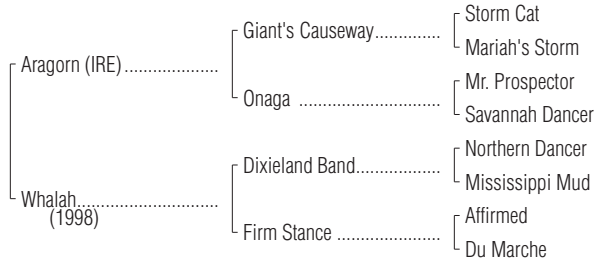 Storm Cat
Giant's Causeway..............
Mariah's Storm
Aragorn (IRE)....................
Mr. Prospector
Onaga ..............................
Savannah Dancer
Northern Dancer
Dixieland Band..................
Mississippi Mud
Whalah..............................
(1998)
Affirmed
Firm Stance ......................
Du Marche